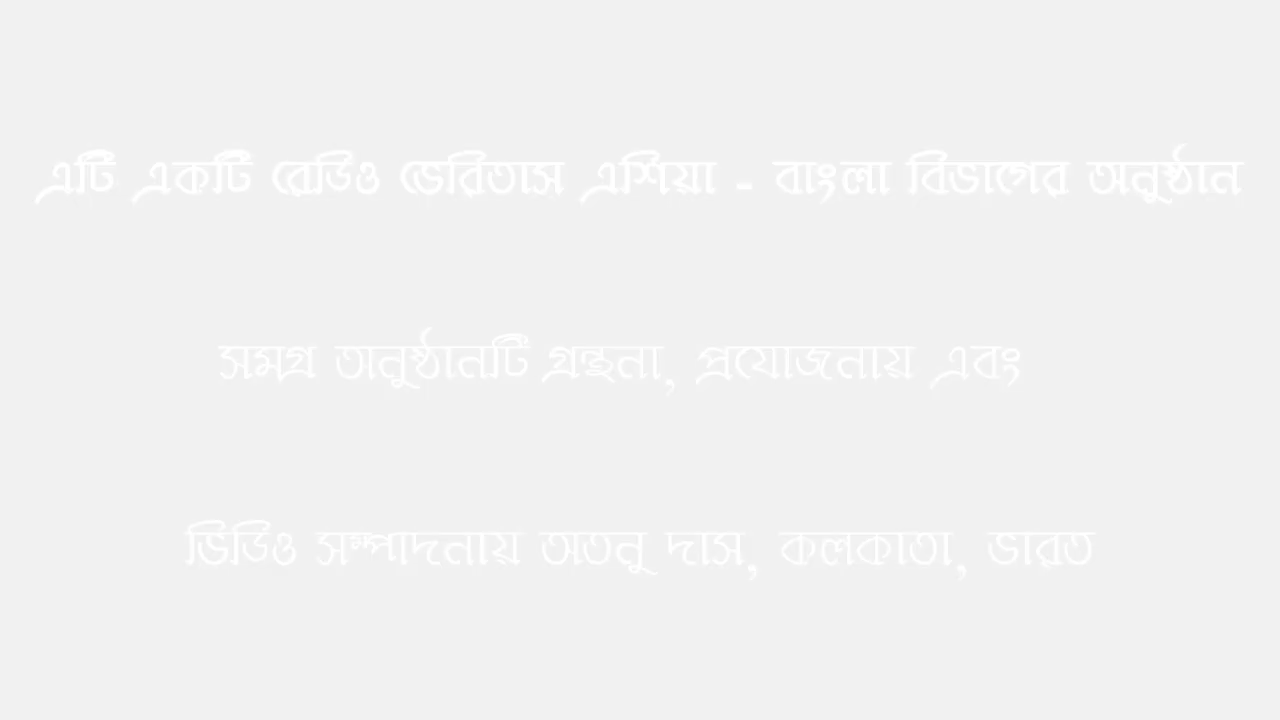 এটি একটি রেডিও ভেরিতাস এশিয়া - বাংলা বিভাগের অনুষ্ঠান
সমগ্র অনুষ্ঠানটি গ্রন্থনা, প্রযোজনায় এবং
ভিডিও সম্পাদনায় অতনু দাস, কলকাতা, ভারত